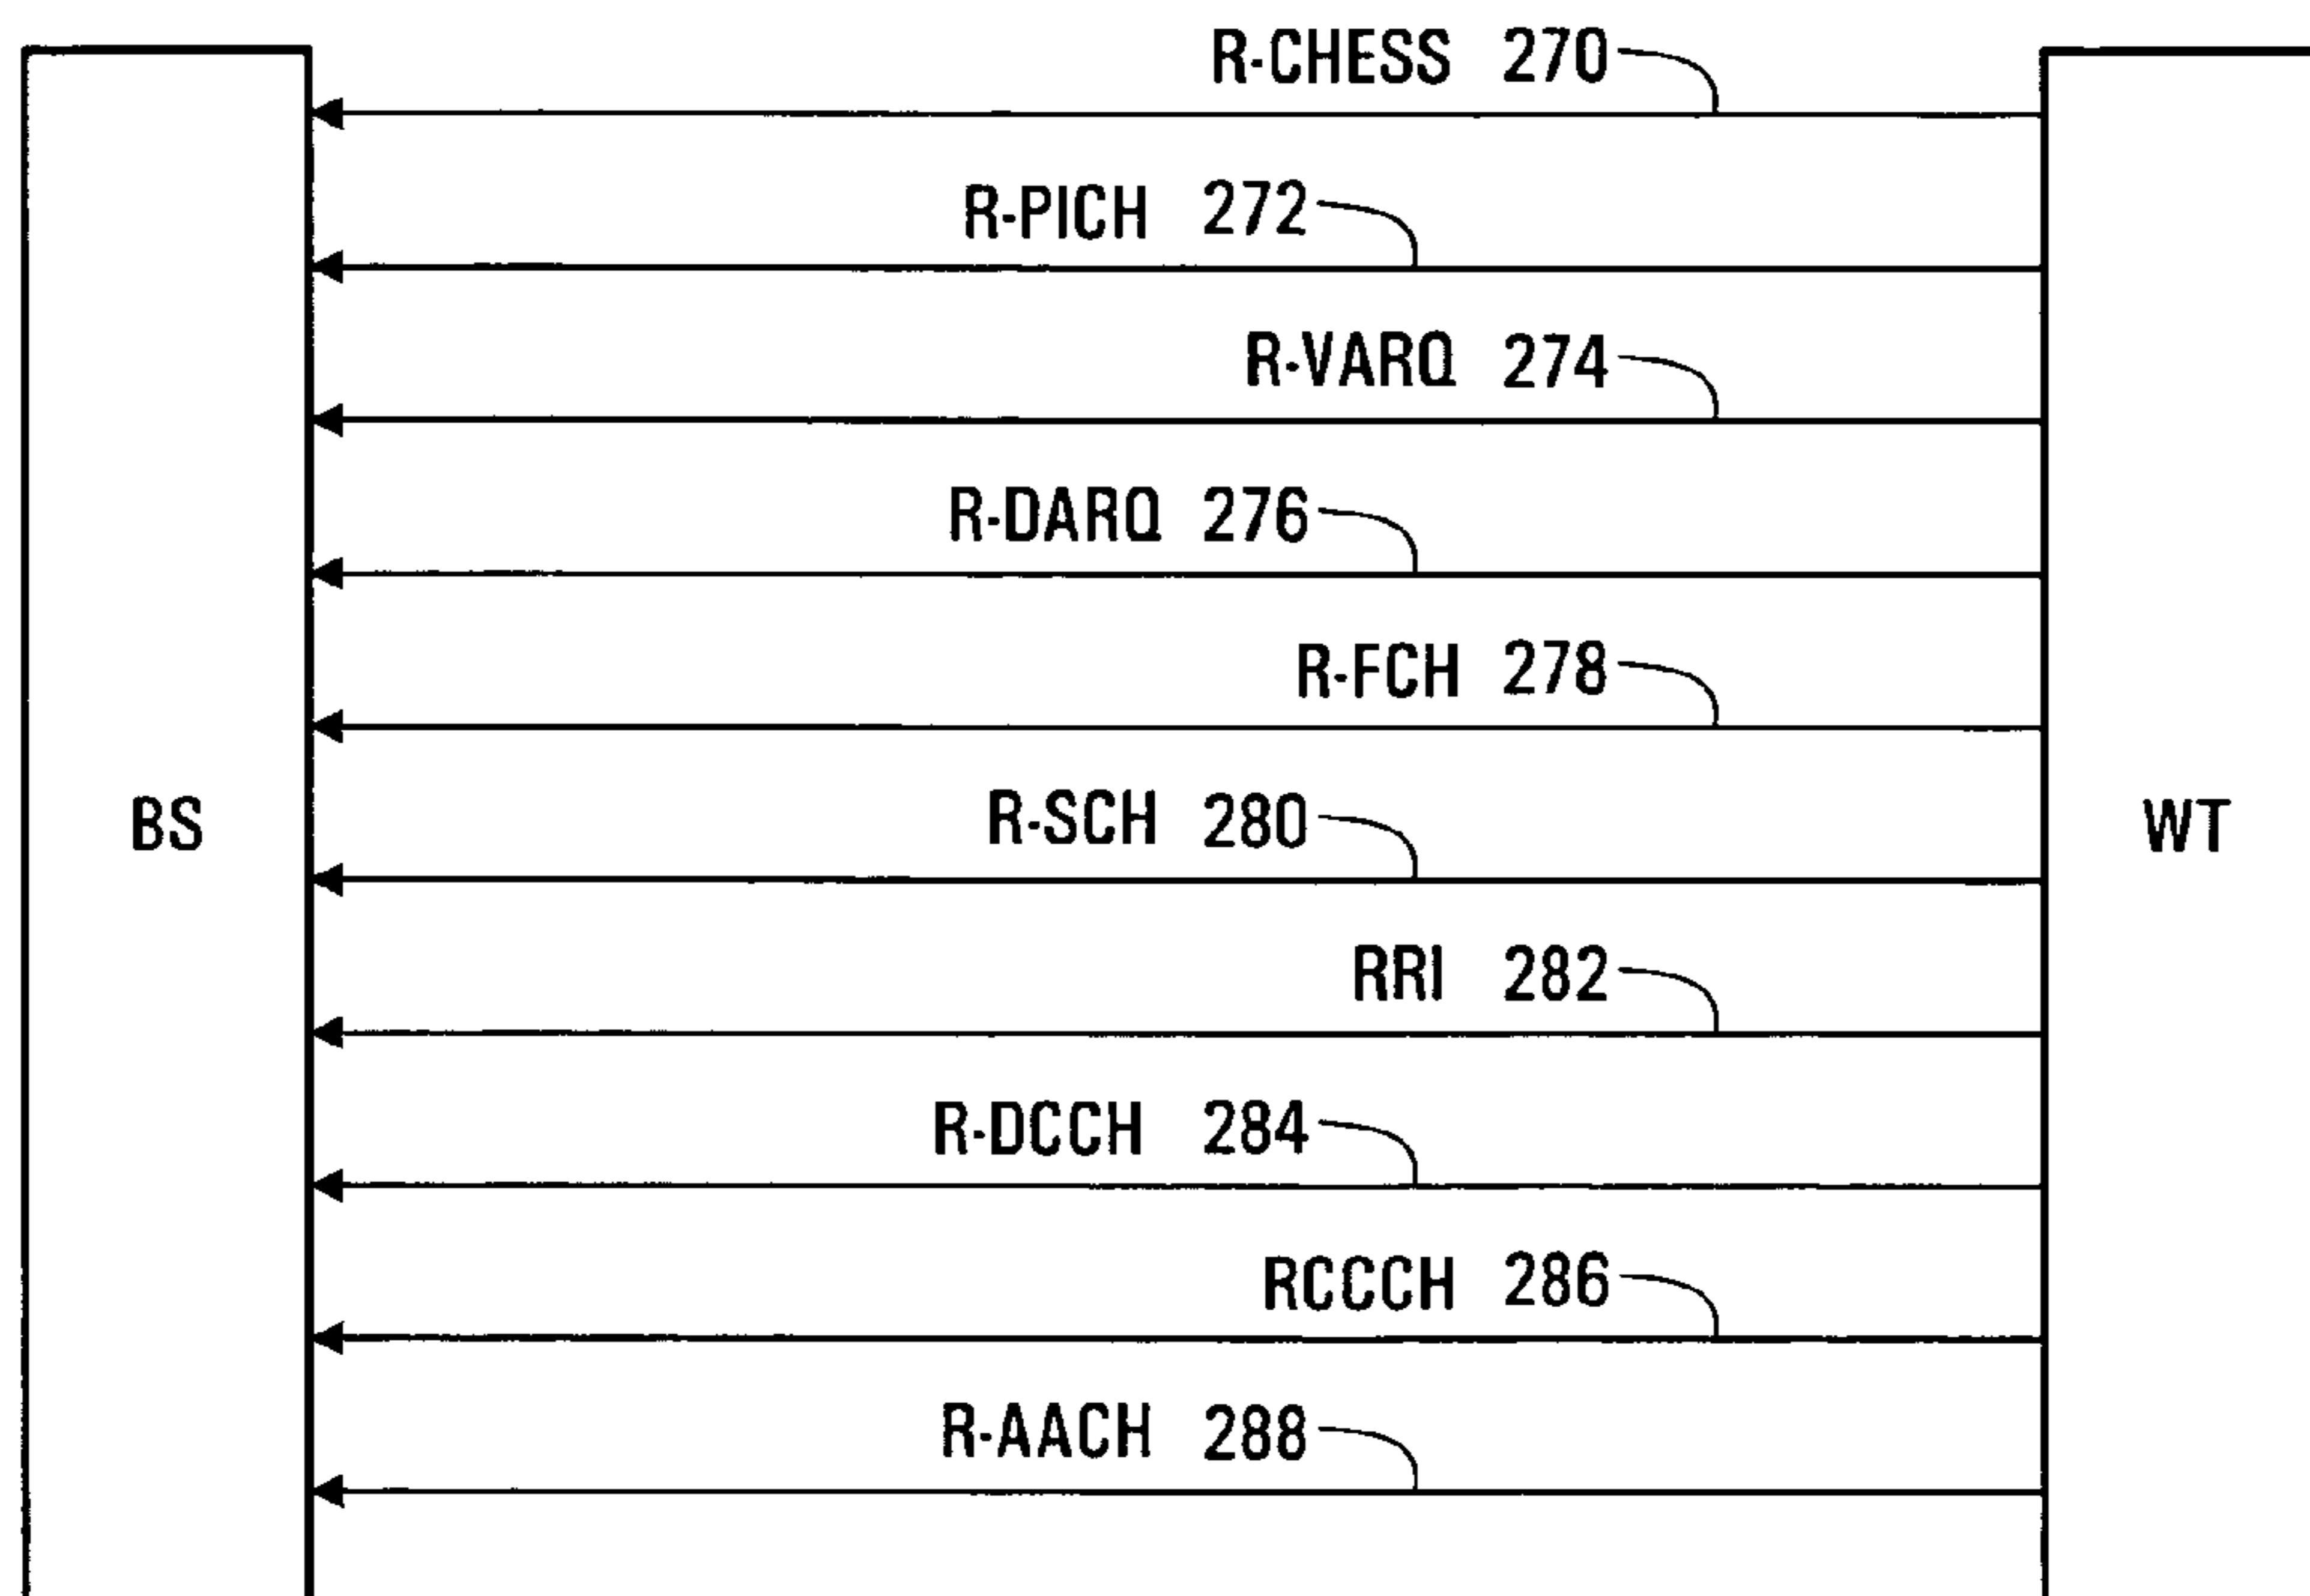 R-CHESS 270
R-PICH 272
R-VARQ 274
R-DARQ 276
R-FCH 278
BS
R-SCH 280
WT
RRI 282
R-DCCH 284
RCCCH 286
R-AACH 288